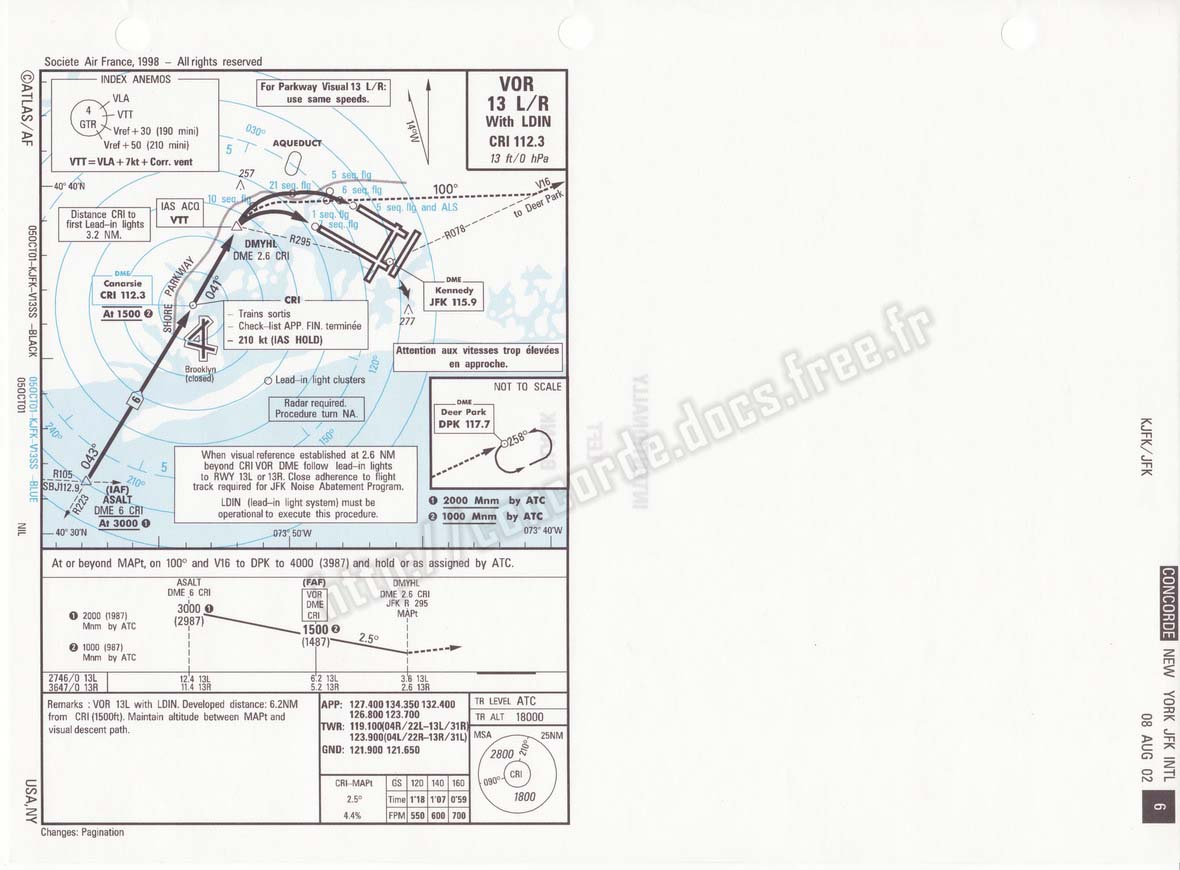 Societe Air France, 1998 – All rights reserved
©ATLAS/AF
INDEX ANEMOS
4
GTR
VLA
VTT
Vref + 30 (190 mini)
Vref + 50 (210 mini)
VTT = VLA + 7kt + Corr. vent
For Parkway Visual 13 L/R:
use same speeds.
14°W
VOR
13 L/R
With LDIN
CRI 112.3
13 ft/0 hPa
030°
5
AQUEDUCT
257
40° 40'N
10 seq. flg
21 seq. flg
5 seq. flg
6 seq. flg
100°
V16
to Deer Park
5 seq. flg and ALS
1 seq. flg
7 seq. flg
Distance CRI to
first Lead–in lights
3.2 NM.
IAS ACQ
VTT
R295
R078
DMYHL
DME 2.6 CRI
DME
Canarsie
CRI 112.3
At 1500 ❷
SHORE PARKWAY
041°
DME
Kennedy
JFK 115.9
277
CRI
– Trains sortis
– Check–list APP. FIN. terminée
– 210 kt (IAS HOLD)
Brooklyn
(closed)
Attention aux vitesses trop élevées
en approche.
120°
Lead–in light clusters
Radar required.
Procedure turn NA.
150°
6
240°
043°
5
210°
R105
SBJ112.9
R223
(IAF)
ASALT
DME 6 CRI
At 3000 ❶
When visual reference established at 2.6 NM
beyond CRI VOR DME follow lead–in lights
to RWY 13L or 13R. Close adherence to flight
track required for JFK Noise Abatement Program.
LDIN (lead–in light system) must be
operational to execute this procedure.
NOT TO SCALE
DME
Deer Park
DPK 117.7
258°
❶ 2000 Mnm by ATC
❷ 1000 Mnm by ATC
40° 30'N
073° 50'W
073° 40'W
05OCT01–KJFK–V13SS –BLACK
05OCT01–KJFK–V13SS –BLUE
05OCT01
NIL
At or beyond MAPt, on 100° and V16 to DPK to 4000 (3987) and hold or as assigned by ATC.
ASALT
DME 6 CRI
(FAF)
VOR
DME
CRI
DMYHL
DME 2.6 CRI
JFK R 295
MAPt
3000 ❶
(2987)
❶ 2000 (1987)
Mnm by ATC
1500 ❷
(1487)
2.5°
❷ 1000 (987)
Mnm by ATC
2746/0 13L
12.4 13L
6.2 13L
3.6 13L
3647/0 13R
11.4 13R
5.2 13R
2.6 13R
Remarks : VOR 13L with LDIN. Developed distance: 6.2NM
from CRI (1500ft). Maintain altitude between MAPt and
visual descent path.
APP: 127.400 134.350 132.400
126.800 123.700
TWR: 119.100(04R/22L–13L/31R)
123.900(04L/22R–13R/31L)
GND: 121.900 121.650
TR LEVEL ATC
TR ALT 18000
MSA
25NM
2800
210°
090°
CRI
1800
CRI–MAPt
GS 120 140 160
2.5°
Time 1'18 1'07 0'59
4.4%
FPM 550 600 700
USA,NY
Changes: Pagination
http://concorde.docs.free.fr
INTENTIONALLY
LEFT
BLANK
KJFK/JFK
CONCORDE NEW YORK JFK INTL
08 AUG 02
6